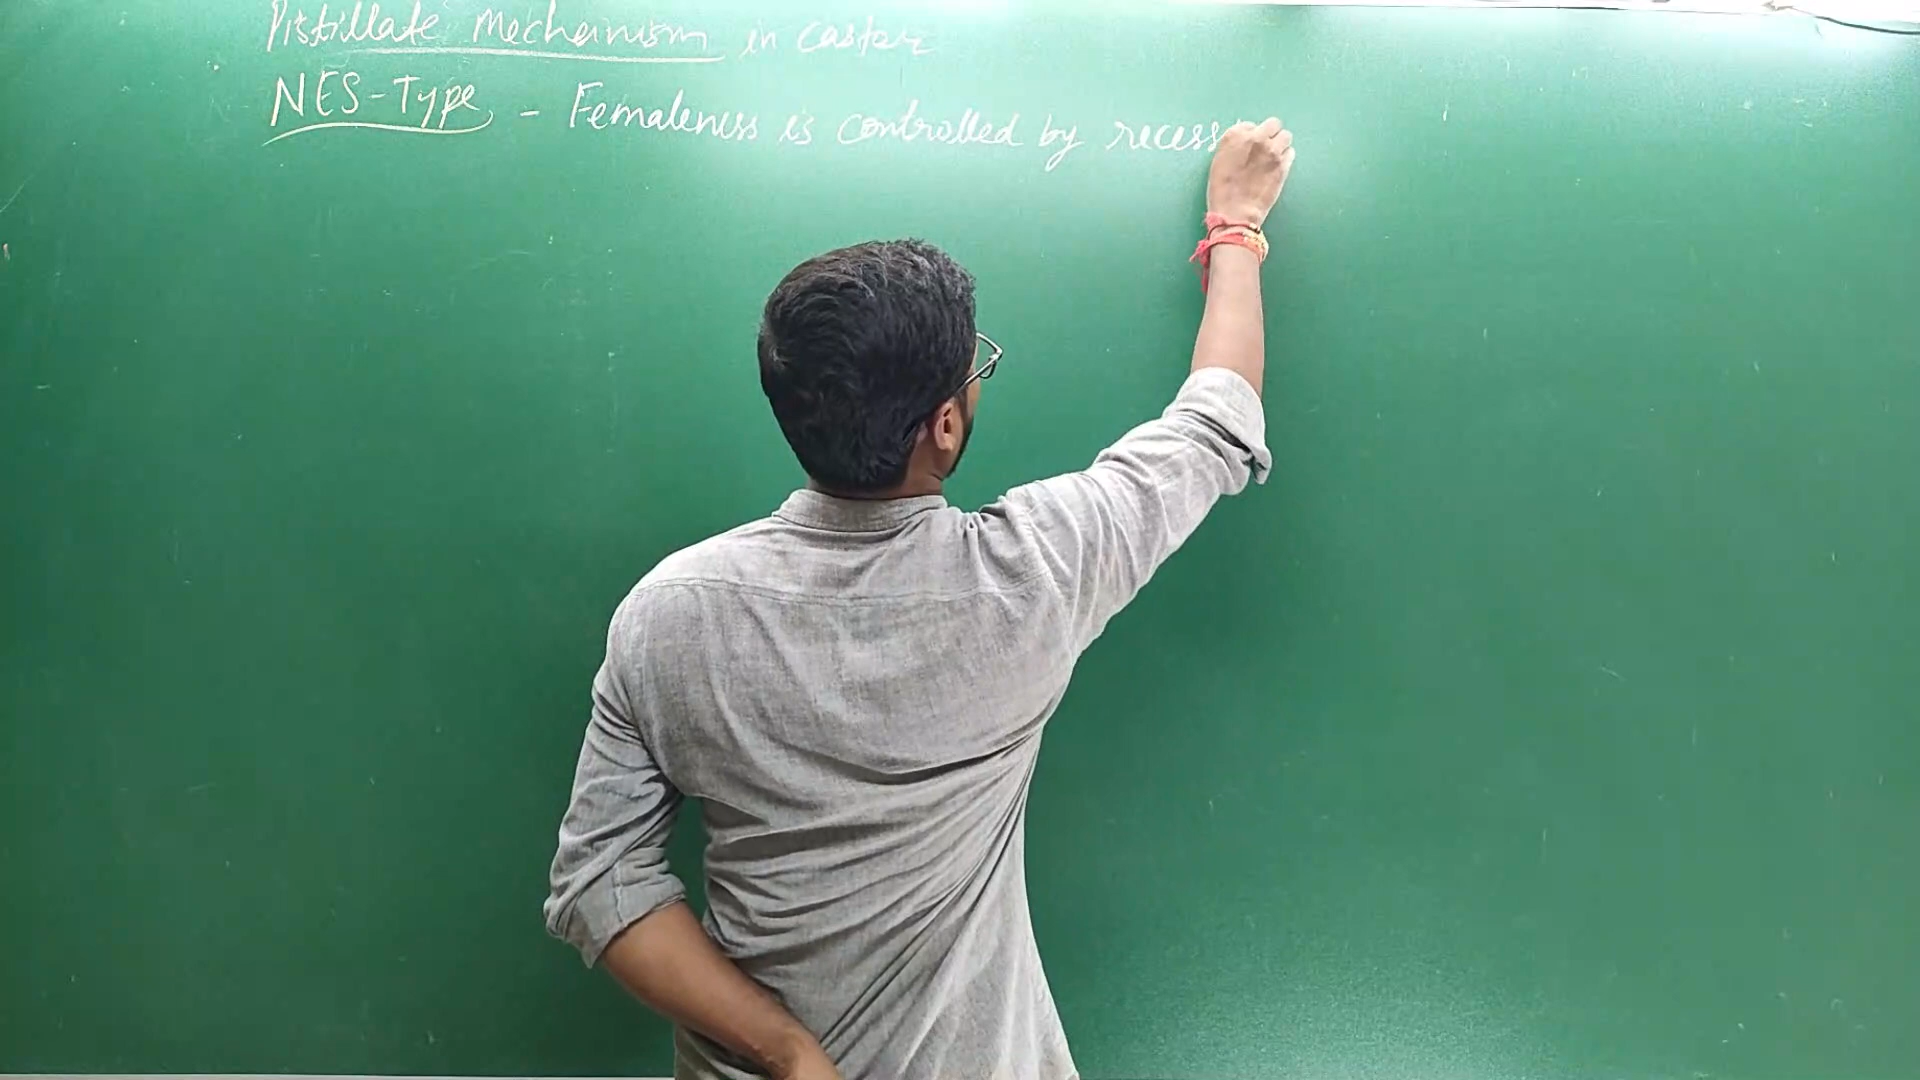 Pistillate Mechanism in castor
NES-Type - Femaleness is controlled by recess